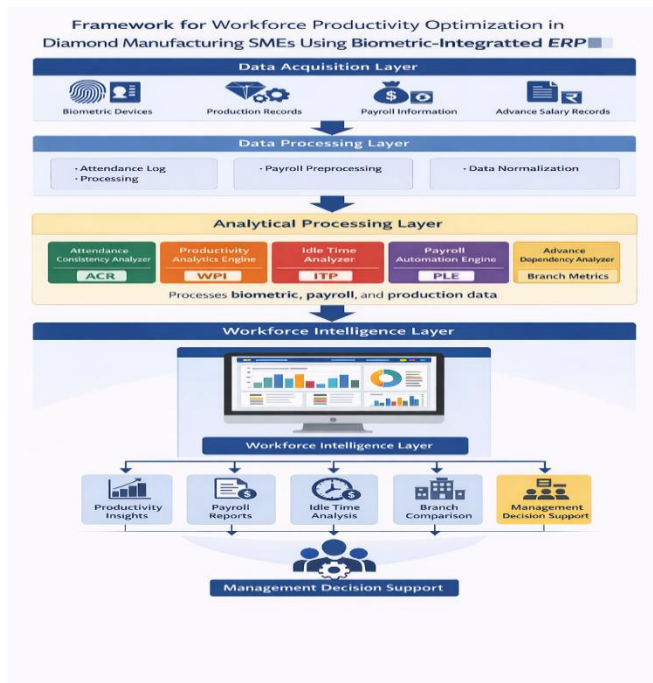 Framework for Workforce Productivity Optimization in
Diamond Manufacturing SMEs Using Biometric-Integratted ERP
Data Acquisition Layer
Biometric Devices
Production Records
Payroll Information
Advance Salary Records
Data Processing Layer
· Attendance Log
· Processing
· Payroll Preprocessing
· Data Normalization
Analytical Processing Layer
Attendance
Consistency Analyzer
ACR
Productivity
Analytics Engine
WPI
Idle Time
Analyzer
ITP
Payroll
Automation Engine
PLE
Advance
Dependency Analyzer
Branch Metrics
Processes biometric, payroll, and production data
Workforce Intelligence Layer
Workforce Intelligence Layer
Productivity
Insights
Payroll
Reports
Idle Time
Analysis
Branch
Comparison
Management
Decision Support
Management Decision Support